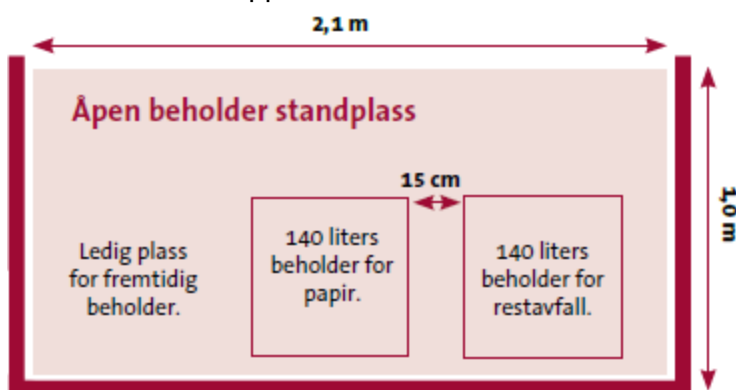 2,1 m
Åpen beholder standplass
15 cm
Ledig plass
for fremtidig
beholder.
140 liters
beholder for
papir.
140 liters
beholder for
restavfall.
1,0 m